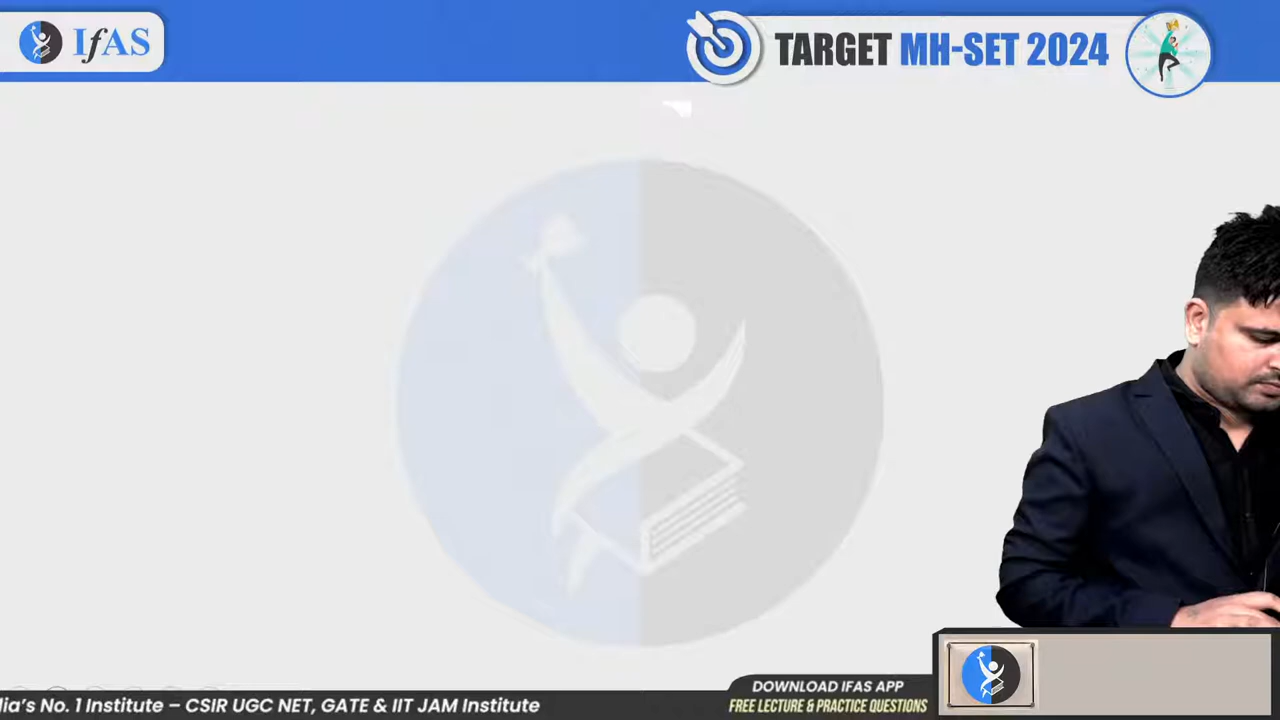 IfAS
TARGET MH-SET 2024
dia's No. 1 Institute – CSIR UGC NET, GATE & IIT JAM Institute
DOWNLOAD IFAS APP
FREE LECTURE & PRACTICE QUESTIONS